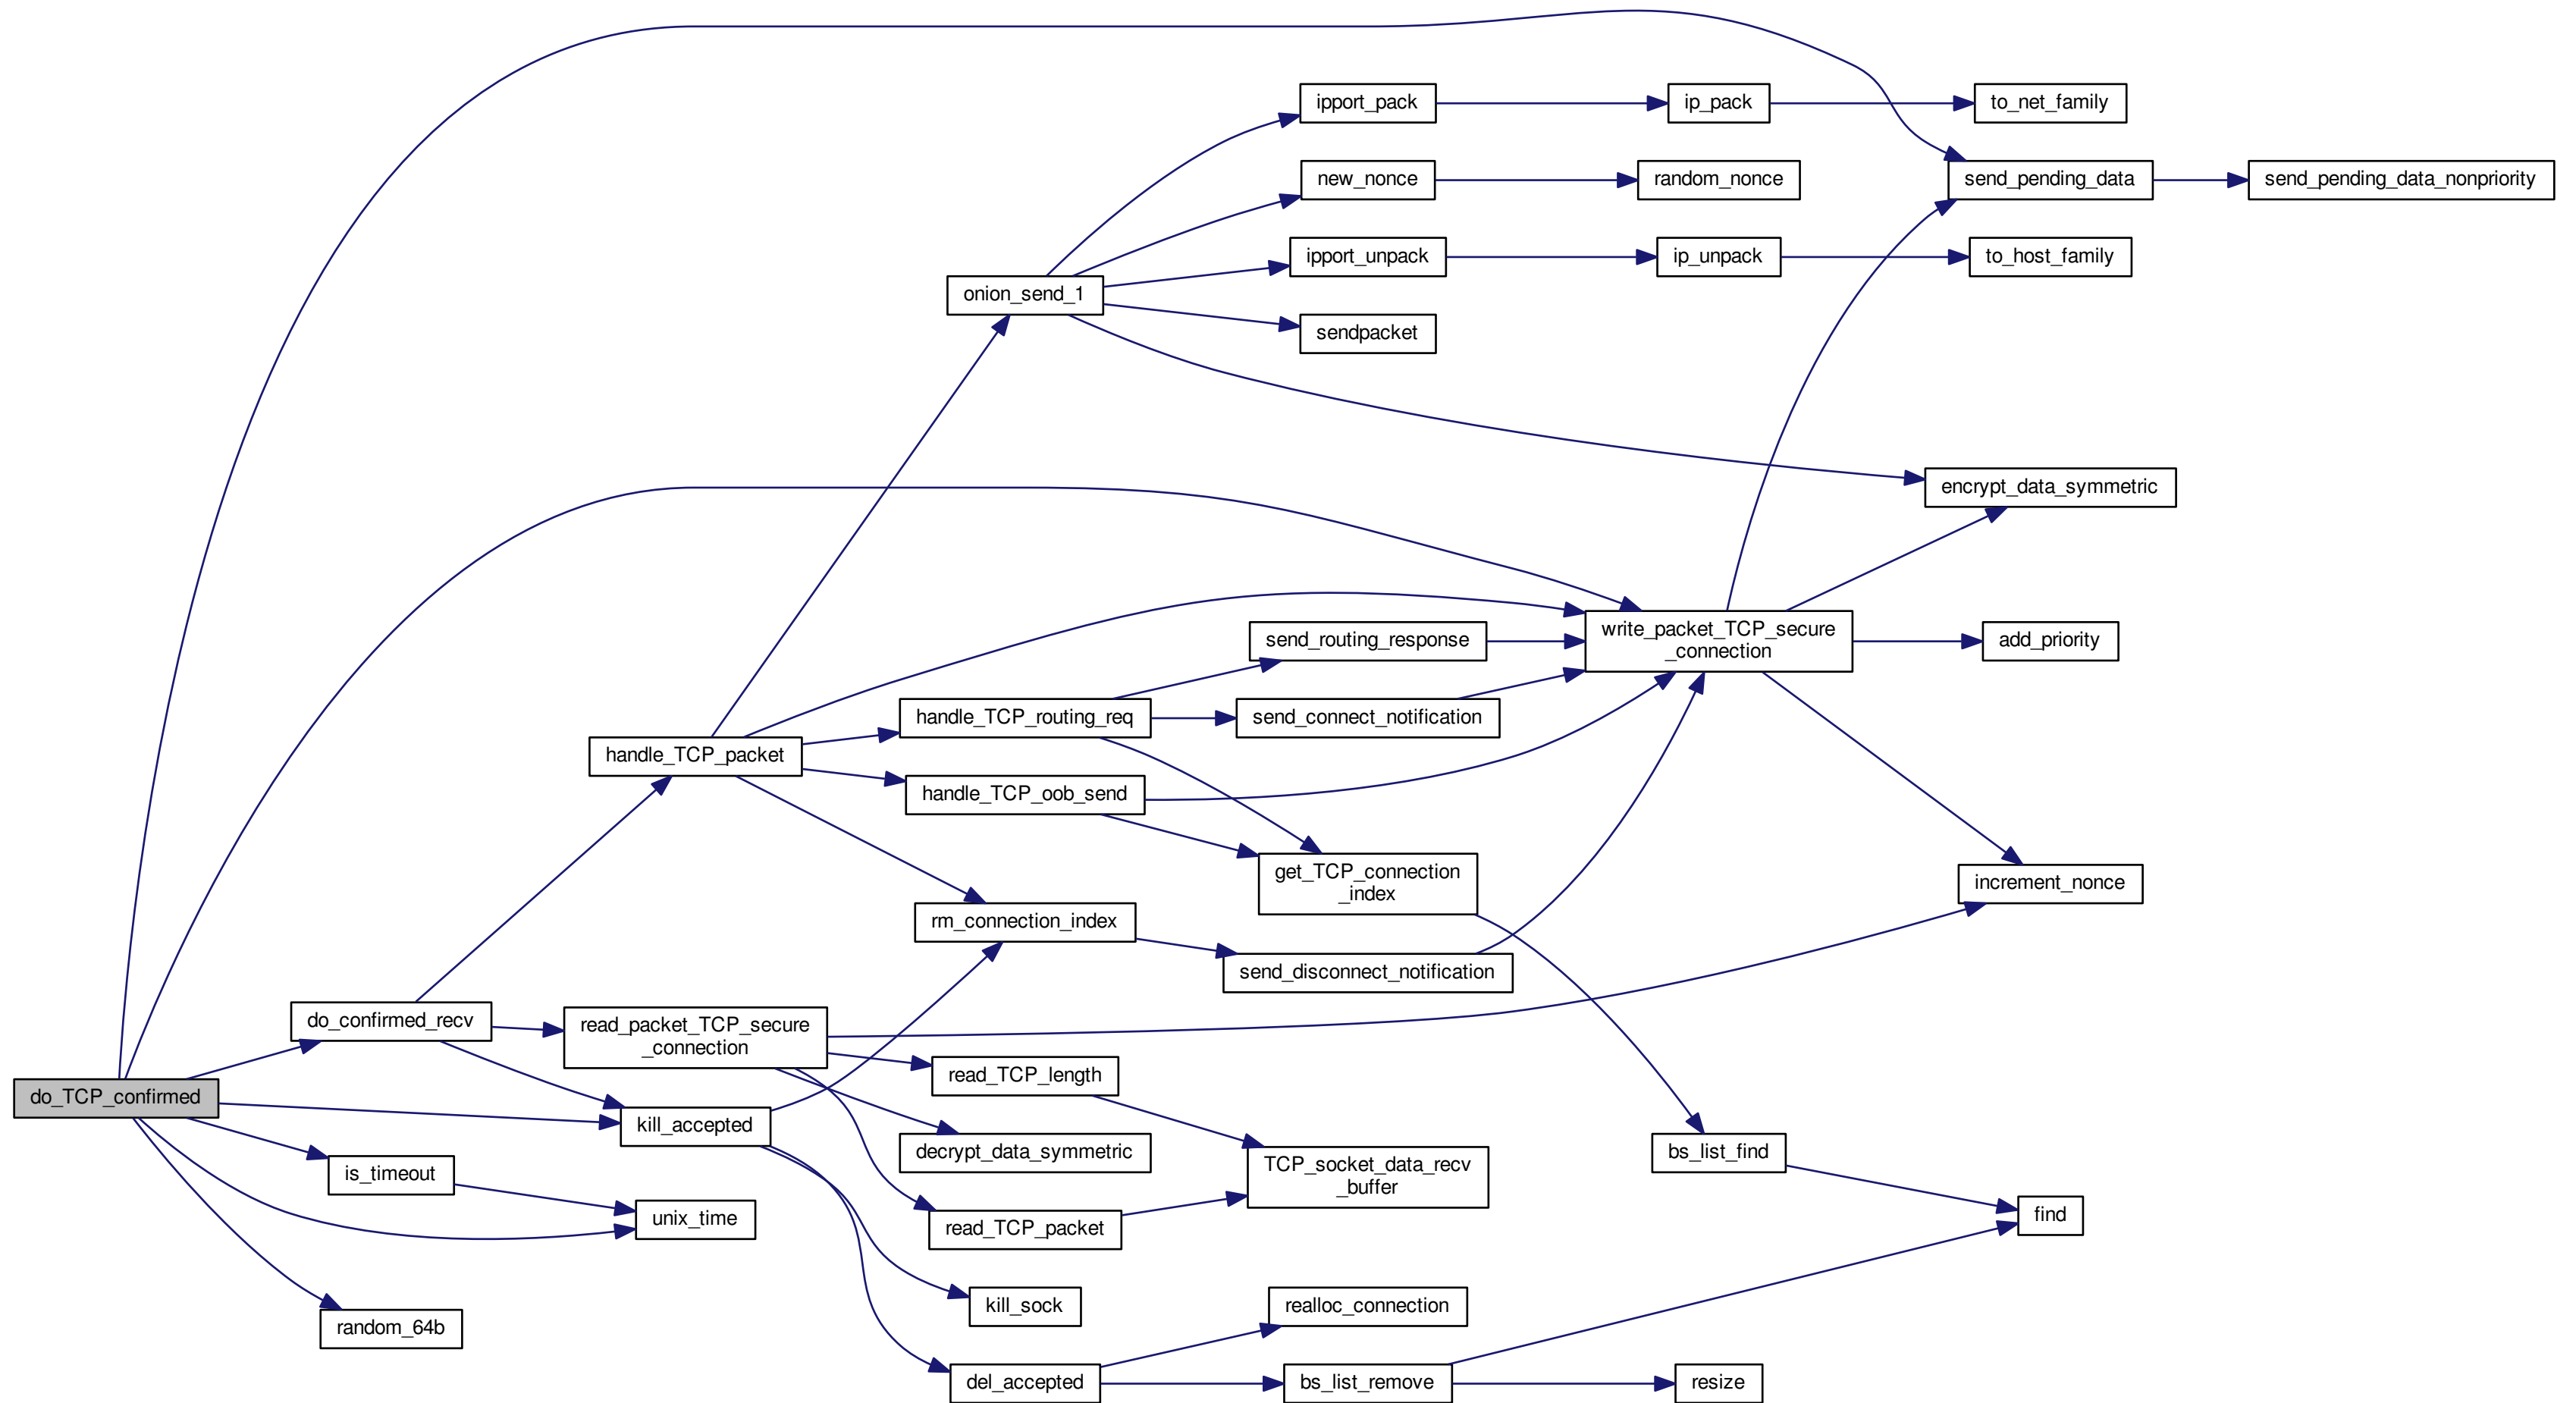 ipport_pack
ip_pack
to_net_family
new_nonce
random_nonce
send_pending_data
send_pending_data_nonpriority
ipport_unpack
ip_unpack
to_host_family
onion_send_1
sendpacket
encrypt_data_symmetric
send_routing_response
write_packet_TCP_secure
_connection
add_priority
handle_TCP_routing_req
send_connect_notification
handle_TCP_packet
handle_TCP_oob_send
get_TCP_connection
_index
increment_nonce
rm_connection_index
send_disconnect_notification
do_confirmed_recv
read_packet_TCP_secure
_connection
read_TCP_length
do_TCP_confirmed
kill_accepted
decrypt_data_symmetric
TCP_socket_data_recv
_buffer
bs_list_find
is_timeout
unix_time
read_TCP_packet
find
kill_sock
realloc_connection
random_64b
del_accepted
bs_list_remove
resize